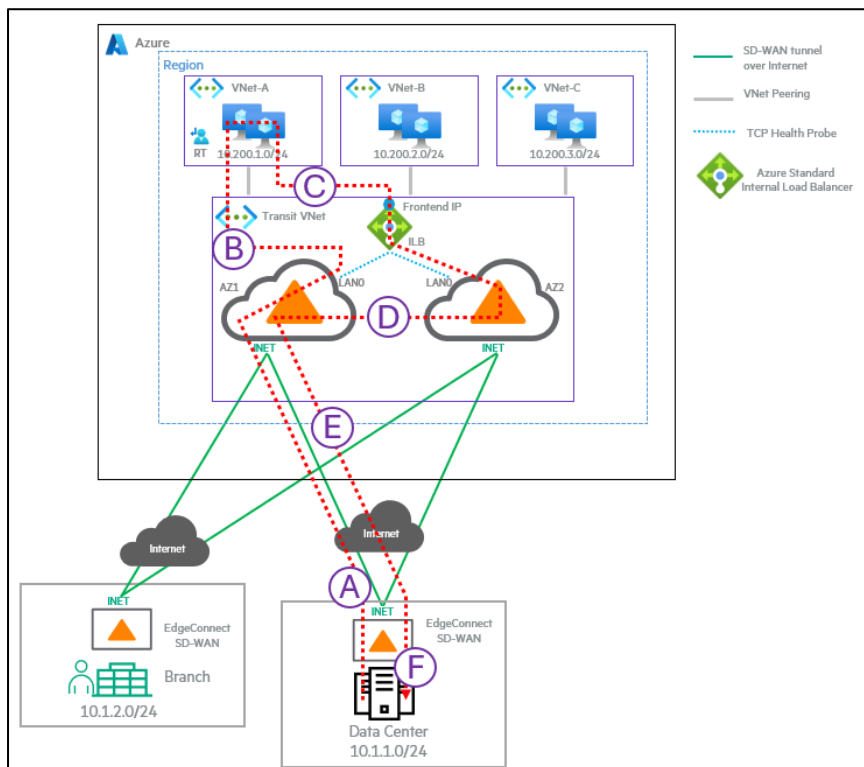 Azure
Region
VNet-A
VNet-B
VNet-C
RT
10.200.1.0/24
10.200.2.0/24
10.200.3.0/24
SD-WAN tunnel
over Internet
VNet Peering
TCP Health Probe
Azure Standard
Internal Load Balancer
C
Transit VNet
Frontend IP
B
ILB
AZ1
LAN0
LAN0
AZ2
D
INET
INET
E
Internet
Internet
A
INET
INET
EdgeConnect
SD-WAN
EdgeConnect
SD-WAN
Branch
F
10.1.2.0/24
Data Center
10.1.1.0/24